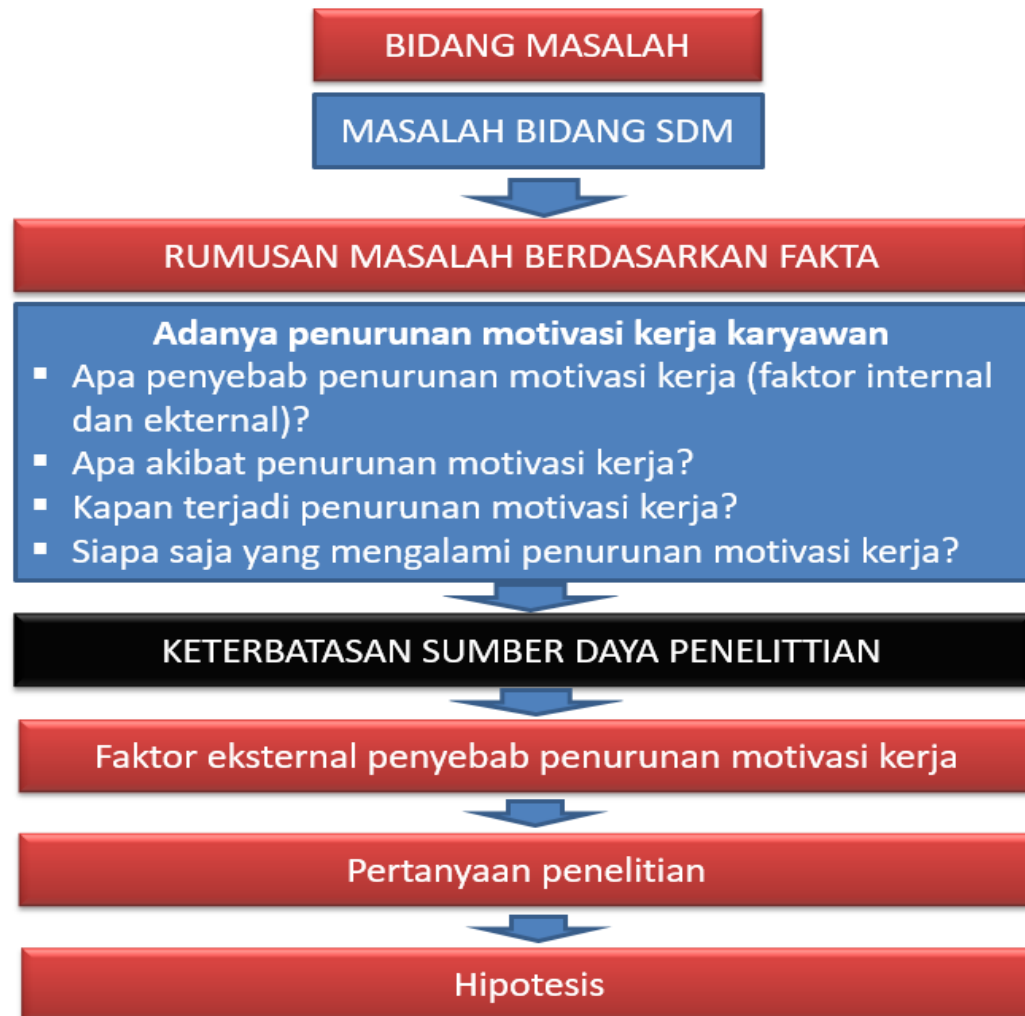 BIDANG MASALAH
MASALAH BIDANG SDM
RUMUSAN MASALAH BERDASARKAN FAKTA
Adanya penurunan motivasi kerja karyawan
▪ Apa penyebab penurunan motivasi kerja (faktor internal
dan ekternal)?
▪ Apa akibat penurunan motivasi kerja?
▪ Kapan terjadi penurunan motivasi kerja?
▪ Siapa saja yang mengalami penurunan motivasi kerja?
KETERBATASAN SUMBER DAYA PENELITTIAN
Faktor eksternal penyebab penurunan motivasi kerja
Pertanyaan penelitian
Hipotesis